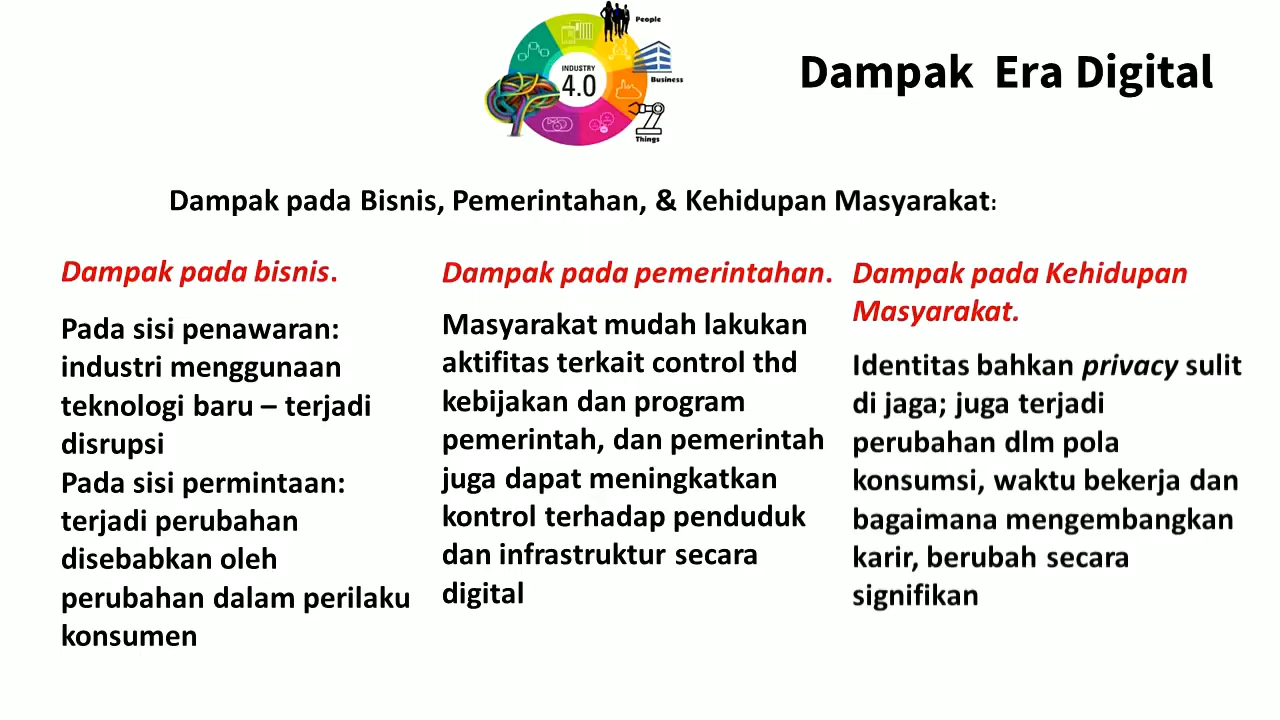 People
INDUSTRY
4.0
Business
Things
Dampak Era Digital
Dampak pada Bisnis, Pemerintahan, & Kehidupan Masyarakat:
Dampak pada bisnis.
Pada sisi penawaran:
industri menggunaan
teknologi baru – terjadi
disrupsi
Pada sisi permintaan:
terjadi perubahan
disebabkan oleh
perubahan dalam perilaku
konsumen
Dampak pada pemerintahan.
Masyarakat mudah lakukan
aktifitas terkait control thd
kebijakan dan program
pemerintah, dan pemerintah
juga dapat meningkatkan
kontrol terhadap penduduk
dan infrastruktur secara
digital
Dampak pada Kehidupan
Masyarakat.
Identitas bahkan privacy sulit
di jaga; juga terjadi
perubahan dlm pola
konsumsi, waktu bekerja dan
bagaimana mengembangkan
karir, berubah secara
signifikan